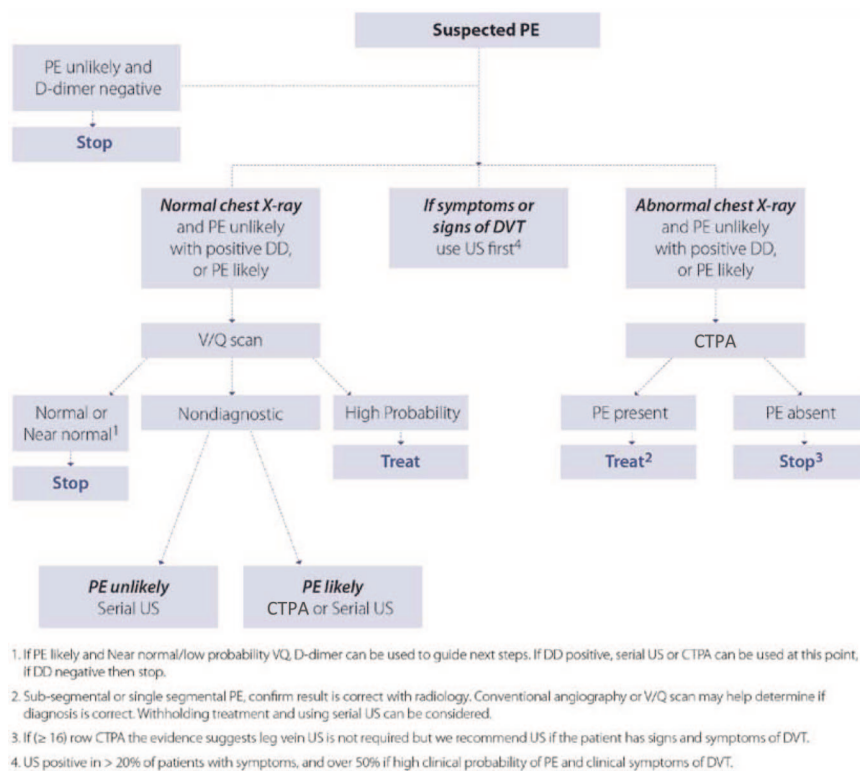 Suspected PE
PE unlikely and
D-dimer negative
Stop
Normal chest X-ray
and PE unlikely
with positive DD,
or PE likely
If symptoms or
signs of DVT
use US first4
Abnormal chest X-ray
and PE unlikely
with positive DD,
or PE likely
V/Q scan
CTPA
Normal or
Near normal1
Nondiagnostic
High Probability
PE present
PE absent
Stop
Treat
Treat2
Stop3
PE unlikely
Serial US
PE likely
CTPA or Serial US
1. If PE likely and Near normal/low probability VQ, D-dimer can be used to guide next steps. If DD positive, serial US or CTPA can be used at this point,
if DD negative then stop.
2. Sub-segmental or single segmental PE, confirm result is correct with radiology. Conventional angiography or V/Q scan may help determine if
diagnosis is correct. Withholding treatment and using serial US can be considered.
3. If (≥ 16) row CTPA the evidence suggests leg vein US is not required but we recommend US if the patient has signs and symptoms of DVT.
4. US positive in > 20% of patients with symptoms, and over 50% if high clinical probability of PE and clinical symptoms of DVT.